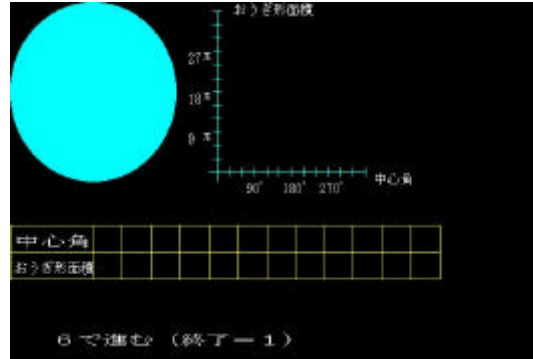 おうぎ形面積
27π
18π
9π
90° 180° 270°
中心角
中心角
おうぎ形面積
6で進む(終了ー1)